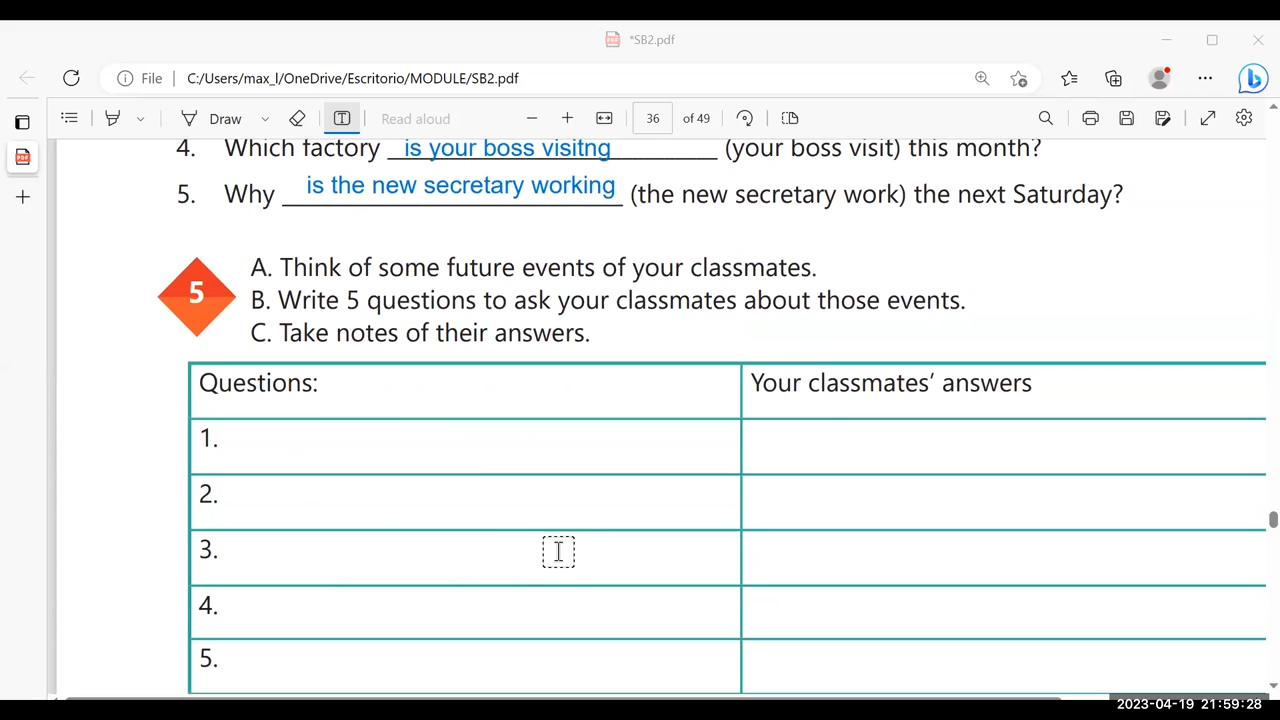 *SB2.pdf
File C:/Users/max_l/OneDrive/Escritorio/MODULE/SB2.pdf
Draw Read aloud 36 of 49
4. Which factory is your boss visitng (your boss visit) this month?
5. Why is the new secretary working (the new secretary work) the next Saturday?
5
A. Think of some future events of your classmates.
B. Write 5 questions to ask your classmates about those events.
C. Take notes of their answers.
Questions: Your classmates’ answers
1.
2.
3.
4.
5.
2023-04-19 21:59:28